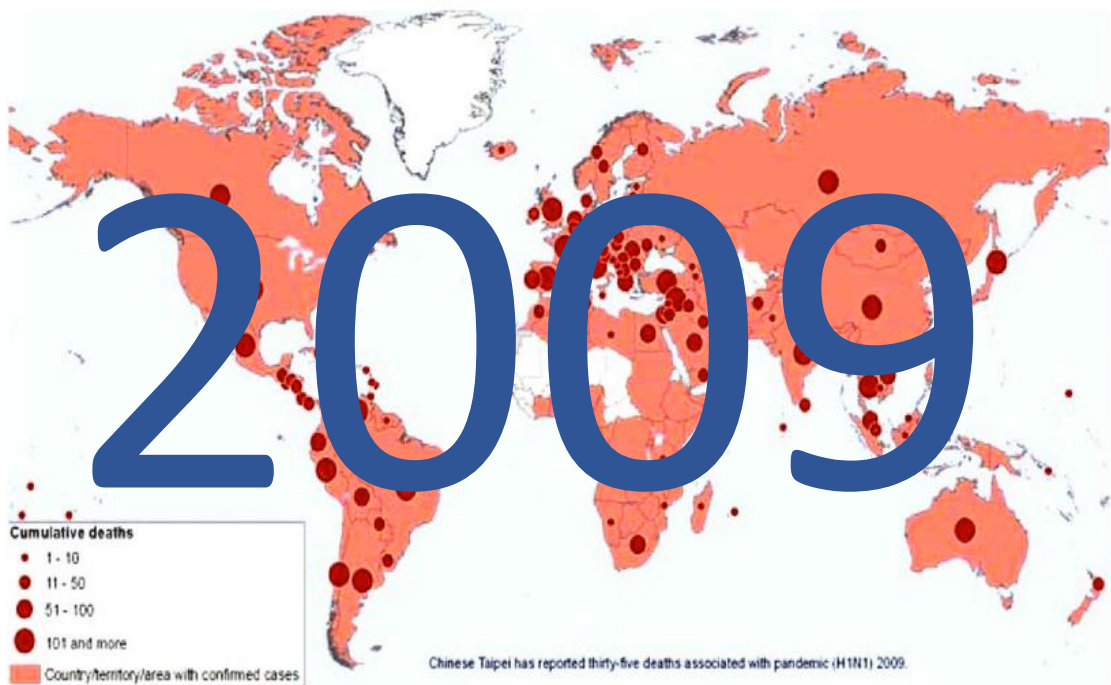 2009
Cumulative deaths
1 - 10
11 - 50
51 - 100
101 and more
Country/territory/area with confirmed cases
Chinese Taipei has reported thirty-five deaths associated with pandemic (H1N1) 2009.